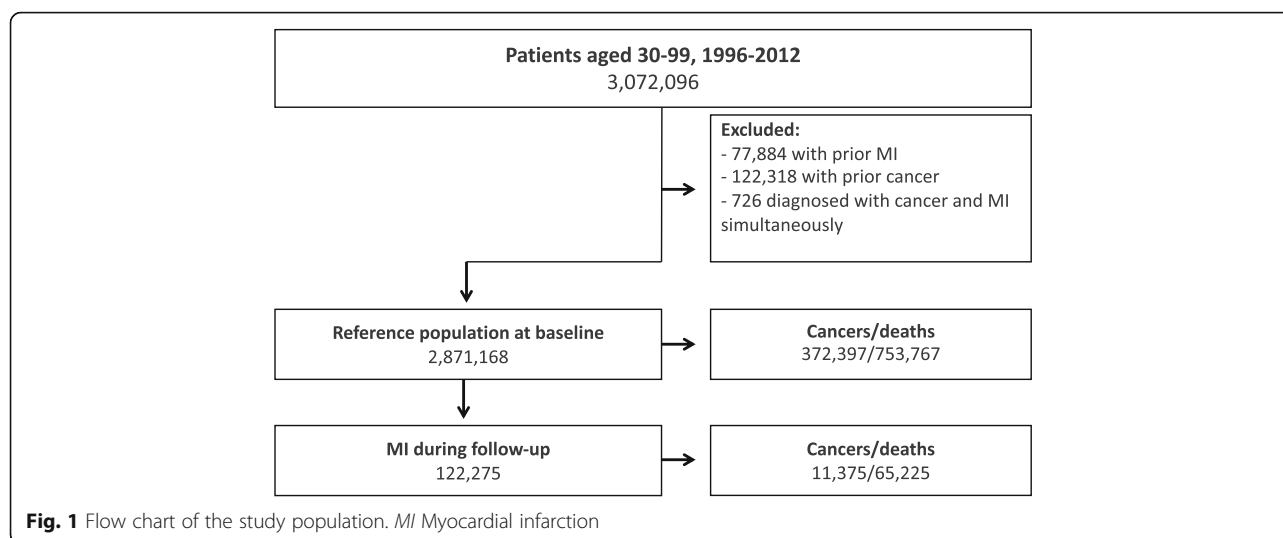 Patients aged 30-99, 1996-2012
3,072,096
Excluded:
- 77,884 with prior MI
- 122,318 with prior cancer
- 726 diagnosed with cancer and MI
simultaneously
Reference population at baseline
2,871,168
Cancers/deaths
372,397/753,767
MI during follow-up
122,275
Cancers/deaths
11,375/65,225
Fig. 1 Flow chart of the study population. MI Myocardial infarction